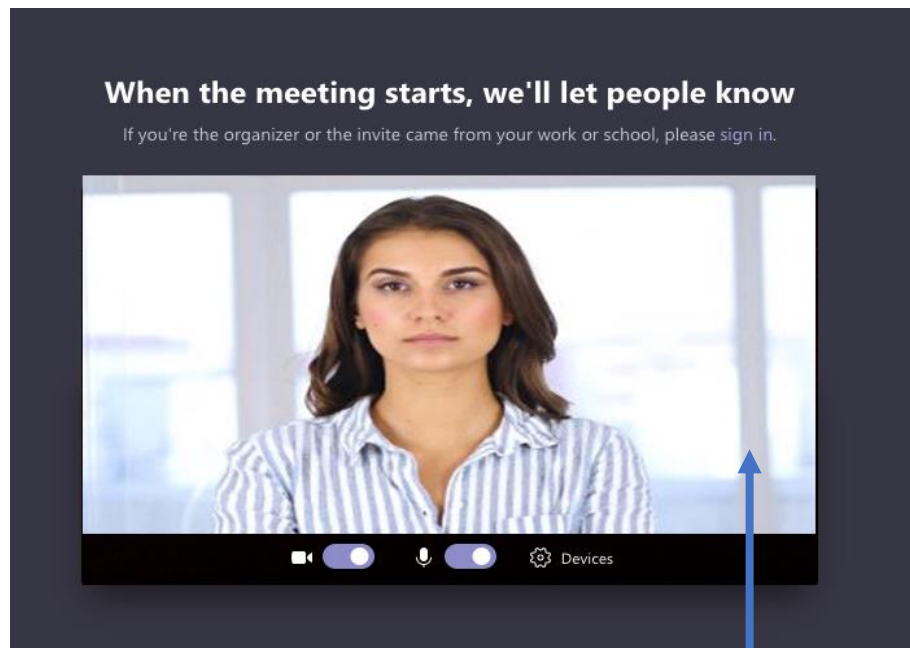 When the meeting starts, we'll let people know
If you're the organizer or the invite came from your work or school, please sign in.
Devices